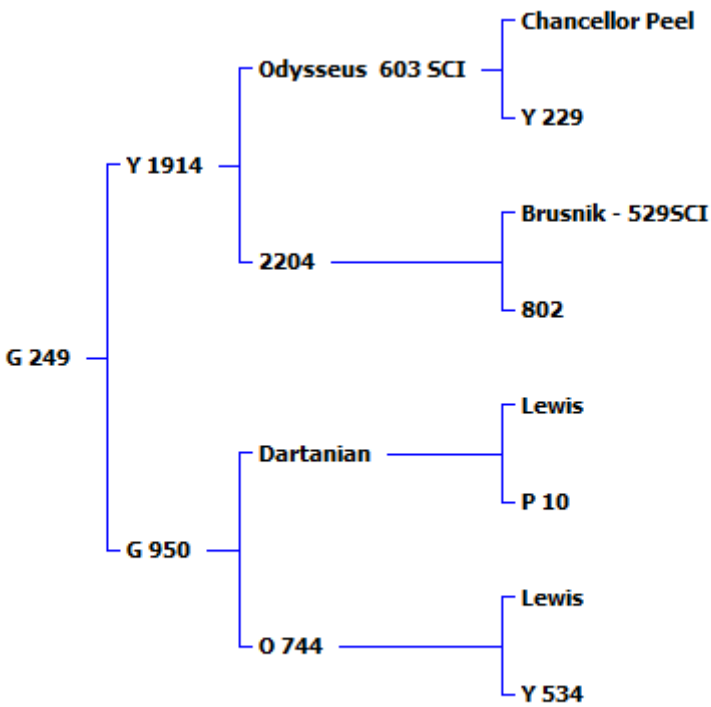 Chancellor Peel
Odysseus  603 SCI
Y 229
Y 1914
Brusnik - 529SCI
2204
802
G 249
Lewis
Dartanian
P 10
G 950
Lewis
O 744
Y 534